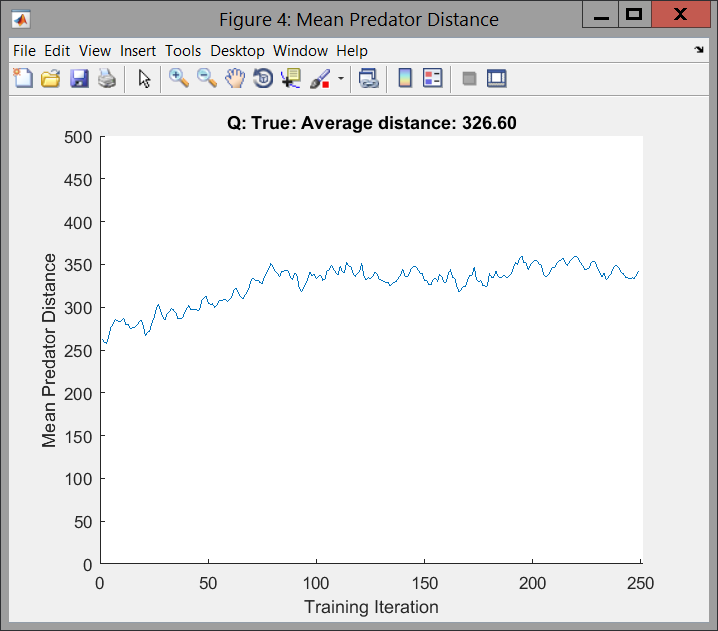 Figure 4: Mean Predator Distance
File Edit View Insert Tools Desktop Window Help
Q: True: Average distance: 326.60
500
450
400
350
300
250
200
150
100
50
0
Mean Predator Distance
0 50 100 150 200 250
Training Iteration